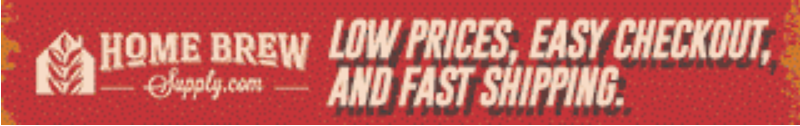 HOME BREW
Supply.com
LOW PRICES, EASY CHECKOUT,
AND FAST SHIPPING.